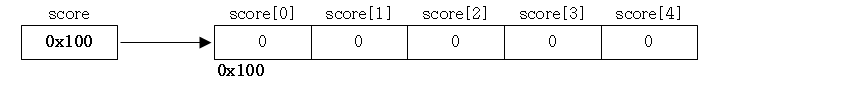 score score[0] score[1] score[2] score[3] score[4]
0x100 0 0 0 0 0
0x100